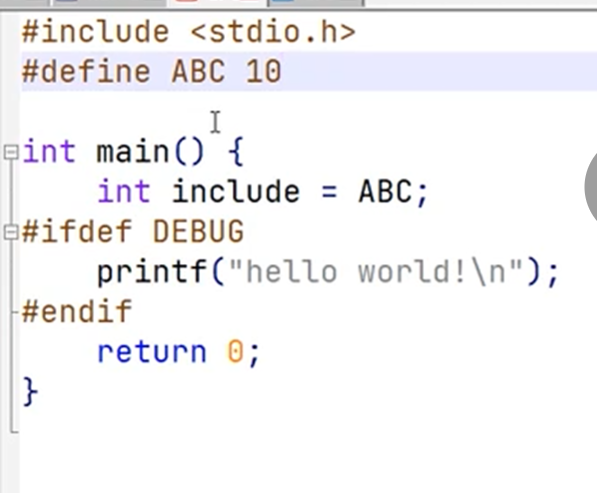 #include <stdio.h>
#define ABC 10
int main() {
    int include = ABC;
#ifdef DEBUG
    printf("hello world!\n");
#endif
    return 0;
}